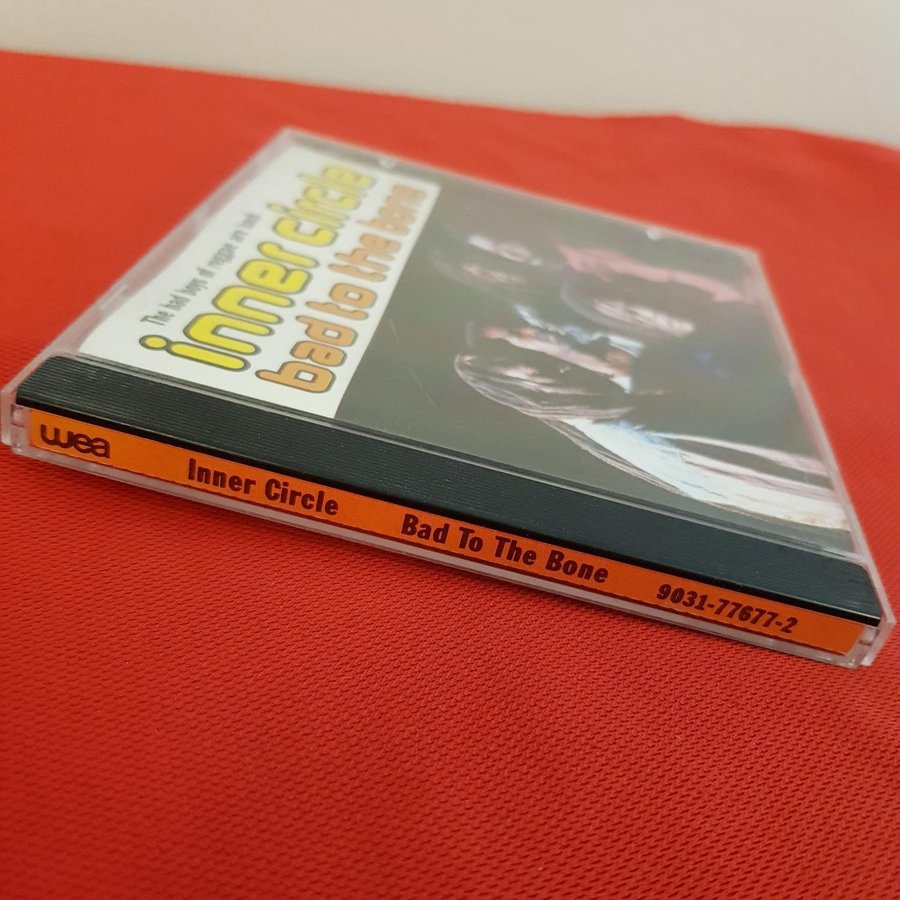 The bad boys of reggae are back
inner circle
bad to the bone
wea Inner Circle Bad To The Bone 9031-77677-2